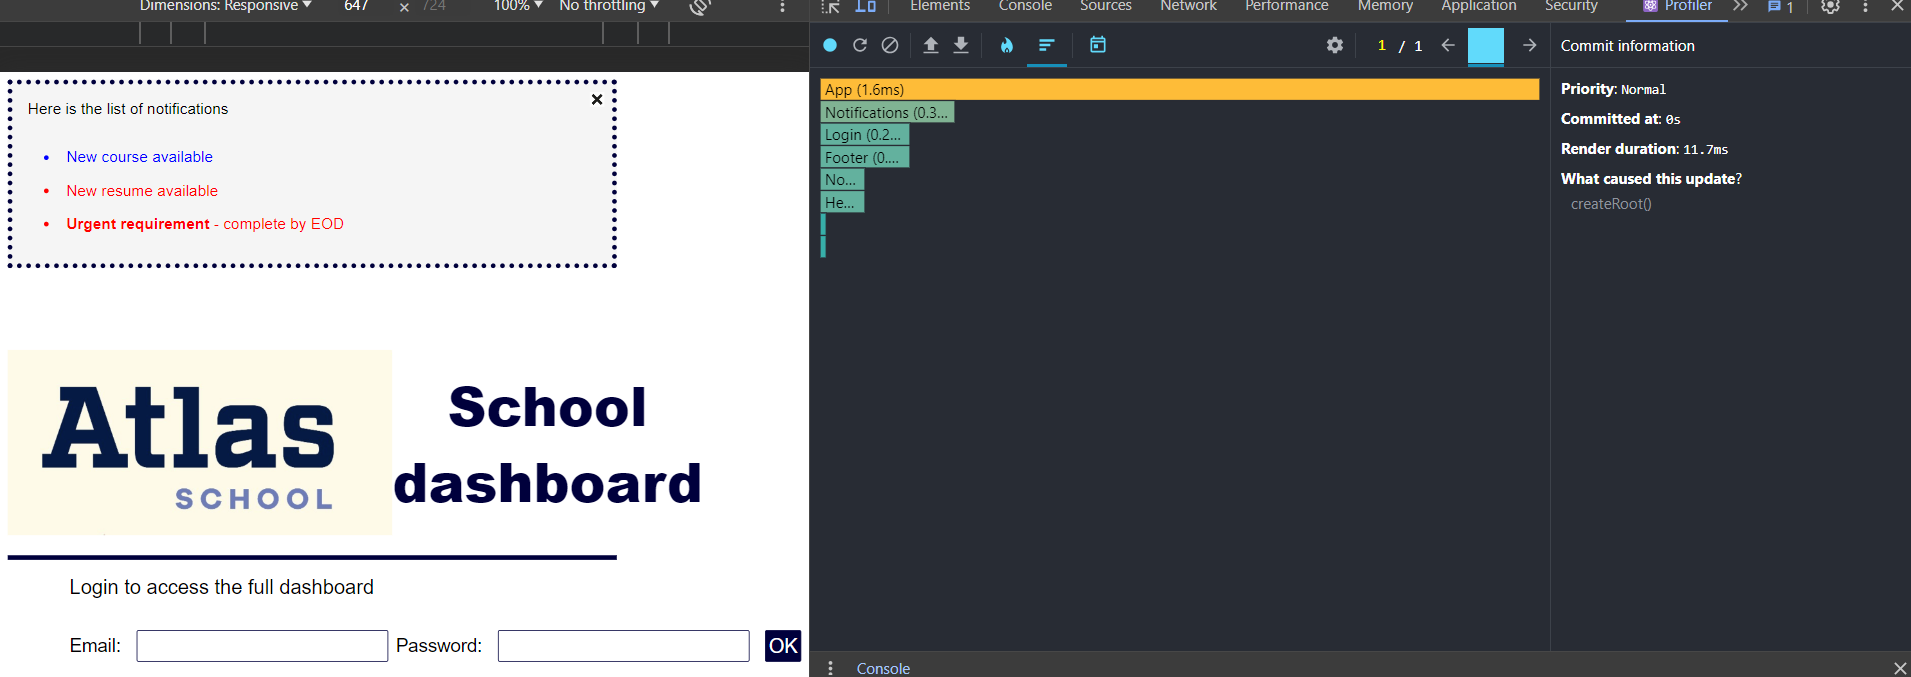 Dimensions: Responsive 647 × 724 100% No throttling
Elements Console Sources Network Performance Memory Application Security Profiler 1
1 / 1
Commit information
Here is the list of notifications
New course available
New resume available
Urgent requirement - complete by EOD
Atlas
SCHOOL
School
dashboard
Login to access the full dashboard
Email: Password: OK
App (1.6ms)
Notifications (0.3...
Login (0.2...
Footer (0....
No...
He...
Priority: Normal
Committed at: 0s
Render duration: 11.7ms
What caused this update?
createRoot()
Console